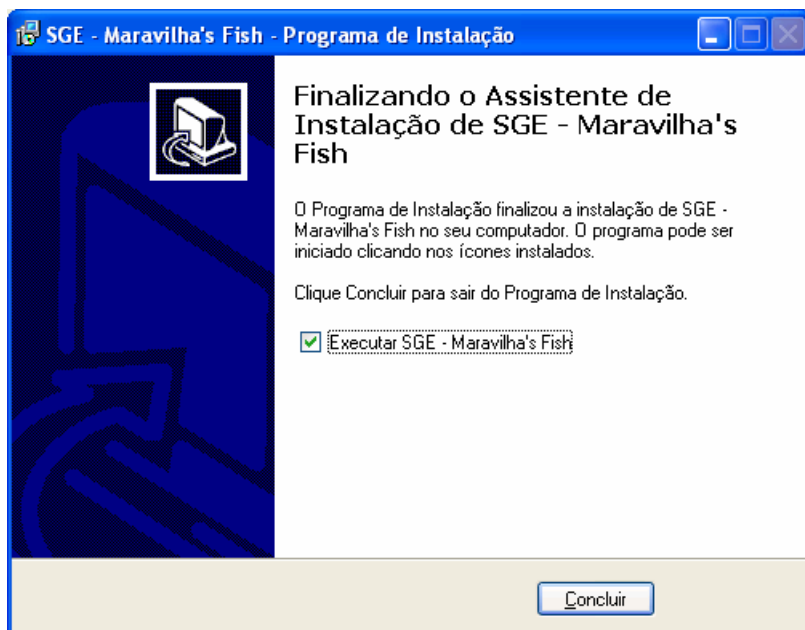 SGE - Maravilha's Fish - Programa de Instalação
Finalizando o Assistente de
Instalação de SGE - Maravilha's
Fish
O Programa de Instalação finalizou a instalação de SGE -
Maravilha's Fish no seu computador. O programa pode ser
iniciado clicando nos ícones instalados.
Clique Concluir para sair do Programa de Instalação.
Executar SGE - Maravilha's Fish
Concluir